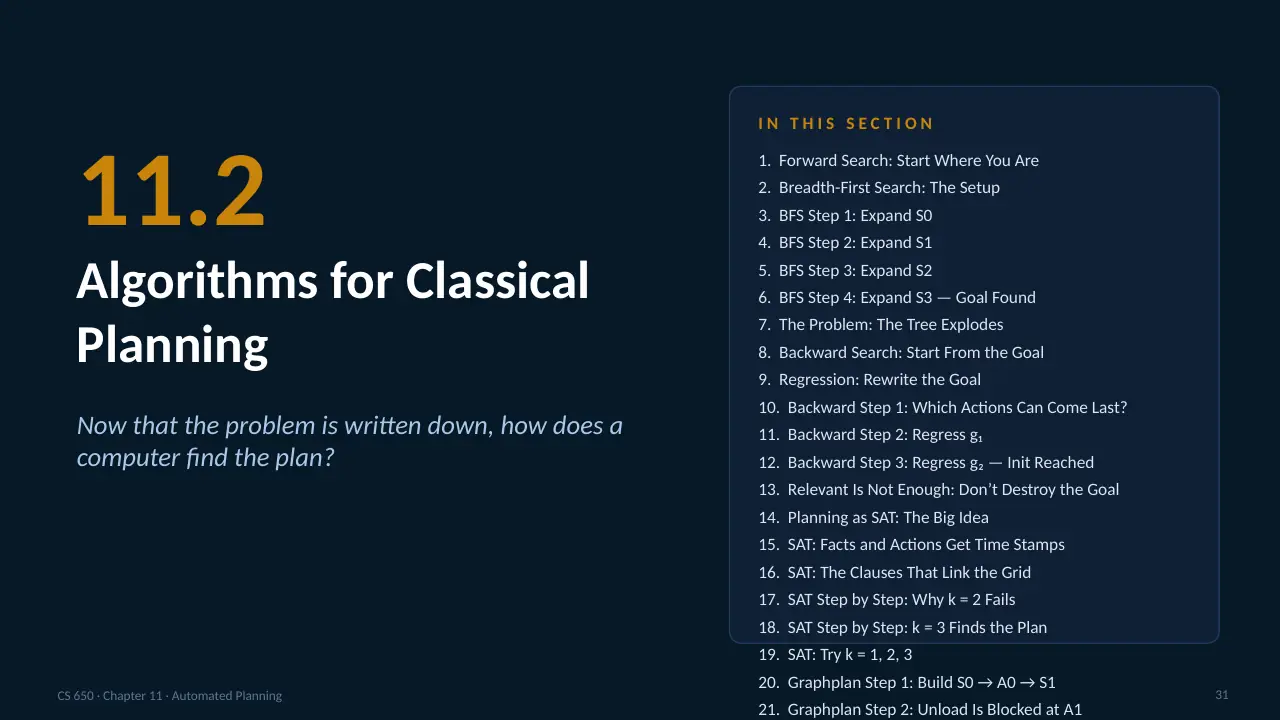 11.2
Algorithms for Classical
Planning
Now that the problem is written down, how does a
computer find the plan?
IN THIS SECTION
1. Forward Search: Start Where You Are
2. Breadth-First Search: The Setup
3. BFS Step 1: Expand S0
4. BFS Step 2: Expand S1
5. BFS Step 3: Expand S2
6. BFS Step 4: Expand S3 — Goal Found
7. The Problem: The Tree Explodes
8. Backward Search: Start From the Goal
9. Regression: Rewrite the Goal
10. Backward Step 1: Which Actions Can Come Last?
11. Backward Step 2: Regress g₁
12. Backward Step 3: Regress g₂ — Init Reached
13. Relevant Is Not Enough: Don’t Destroy the Goal
14. Planning as SAT: The Big Idea
15. SAT: Facts and Actions Get Time Stamps
16. SAT: The Clauses That Link the Grid
17. SAT Step by Step: Why k = 2 Fails
18. SAT Step by Step: k = 3 Finds the Plan
19. SAT: Try k = 1, 2, 3
20. Graphplan Step 1: Build S0 → A0 → S1
21. Graphplan Step 2: Unload Is Blocked at A1
CS 650 · Chapter 11 · Automated Planning
31